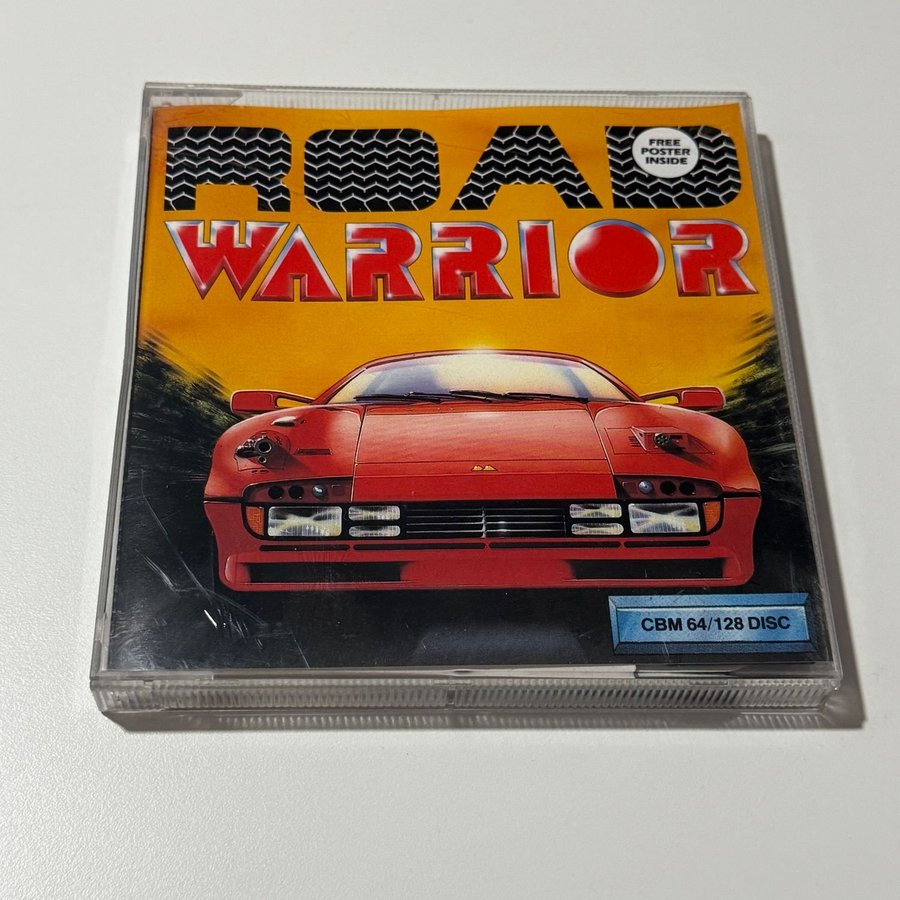 ROAD
FREE
POSTER
INSIDE
WARRIOR
CBM 64/128 DISC